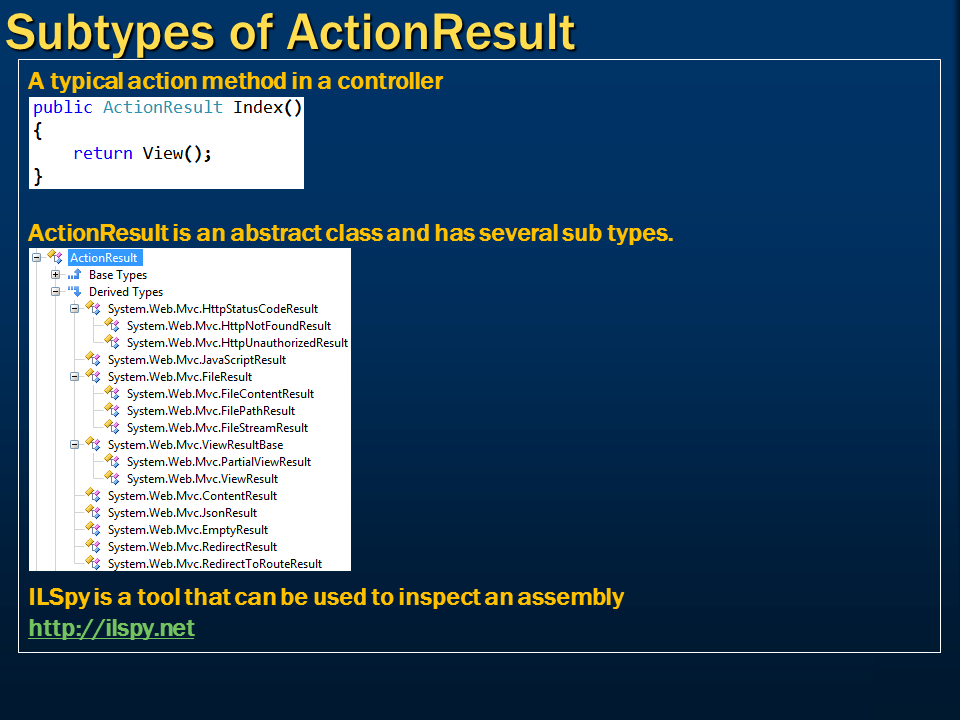 Subtypes of ActionResult
A typical action method in a controller
public ActionResult Index()
{
return View();
}
ActionResult is an abstract class and has several sub types.
ActionResult
Base Types
Derived Types
System.Web.Mvc.HttpStatusCodeResult
System.Web.Mvc.HttpNotFoundResult
System.Web.Mvc.HttpUnauthorizedResult
System.Web.Mvc.JavaScriptResult
System.Web.Mvc.FileResult
System.Web.Mvc.FileContentResult
System.Web.Mvc.FilePathResult
System.Web.Mvc.FileStreamResult
System.Web.Mvc.ViewResultBase
System.Web.Mvc.PartialViewResult
System.Web.Mvc.ViewResult
System.Web.Mvc.ContentResult
System.Web.Mvc.JsonResult
System.Web.Mvc.EmptyResult
System.Web.Mvc.RedirectResult
System.Web.Mvc.RedirectToRouteResult
ILSpy is a tool that can be used to inspect an assembly
http://ilspy.net